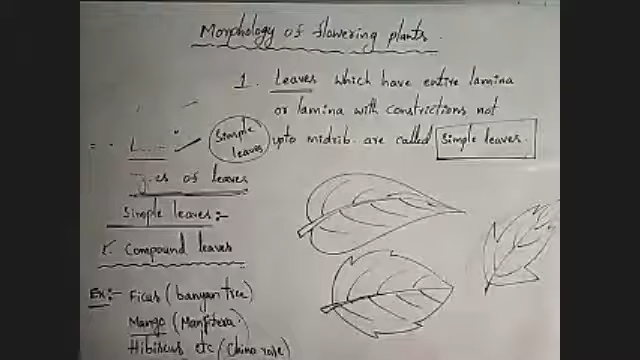 Morphology of flowering plants.
1. Leaves which have entire lamina
or lamina with constrictions not
upto midrib. are called Simple leaves.
Simple
leaves
of leaves
Simple leaves:-
Compound leaves
Ex:- Ficus (banyan tree)
Mango (
Hibiscus etc (China rose)